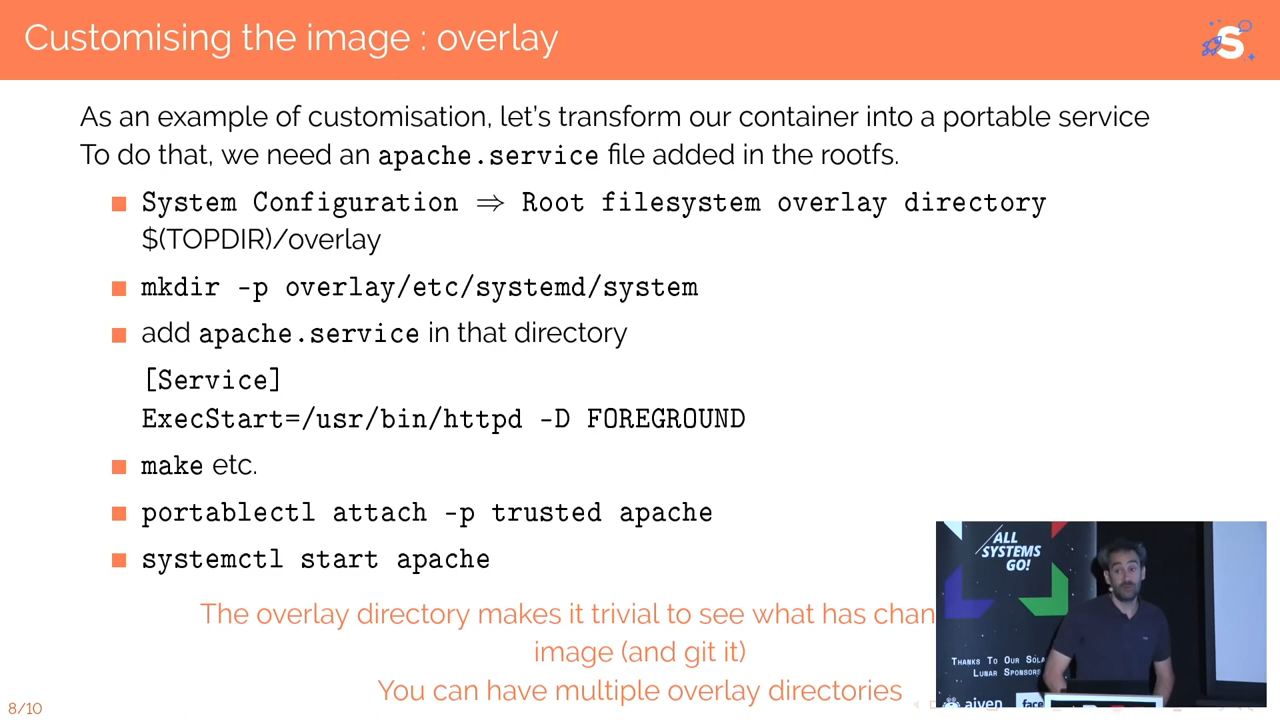 Customising the image : overlay
S
As an example of customisation, let's transform our container into a portable service
To do that, we need an apache.service file added in the rootfs.
System Configuration ⇒ Root filesystem overlay directory
$(TOPDIR)/overlay
mkdir -p overlay/etc/systemd/system
add apache.service in that directory
[Service]
ExecStart=/usr/bin/httpd -D FOREGROUND
make etc.
portablectl attach -p trusted apache
systemctl start apache
The overlay directory makes it trivial to see what has chan
image (and git it)
You can have multiple overlay directories
8/10
ALL
SYSTEMS
GO!
THANKS TO OUR SOLA
LUNAR SPONSORS
aiven
face